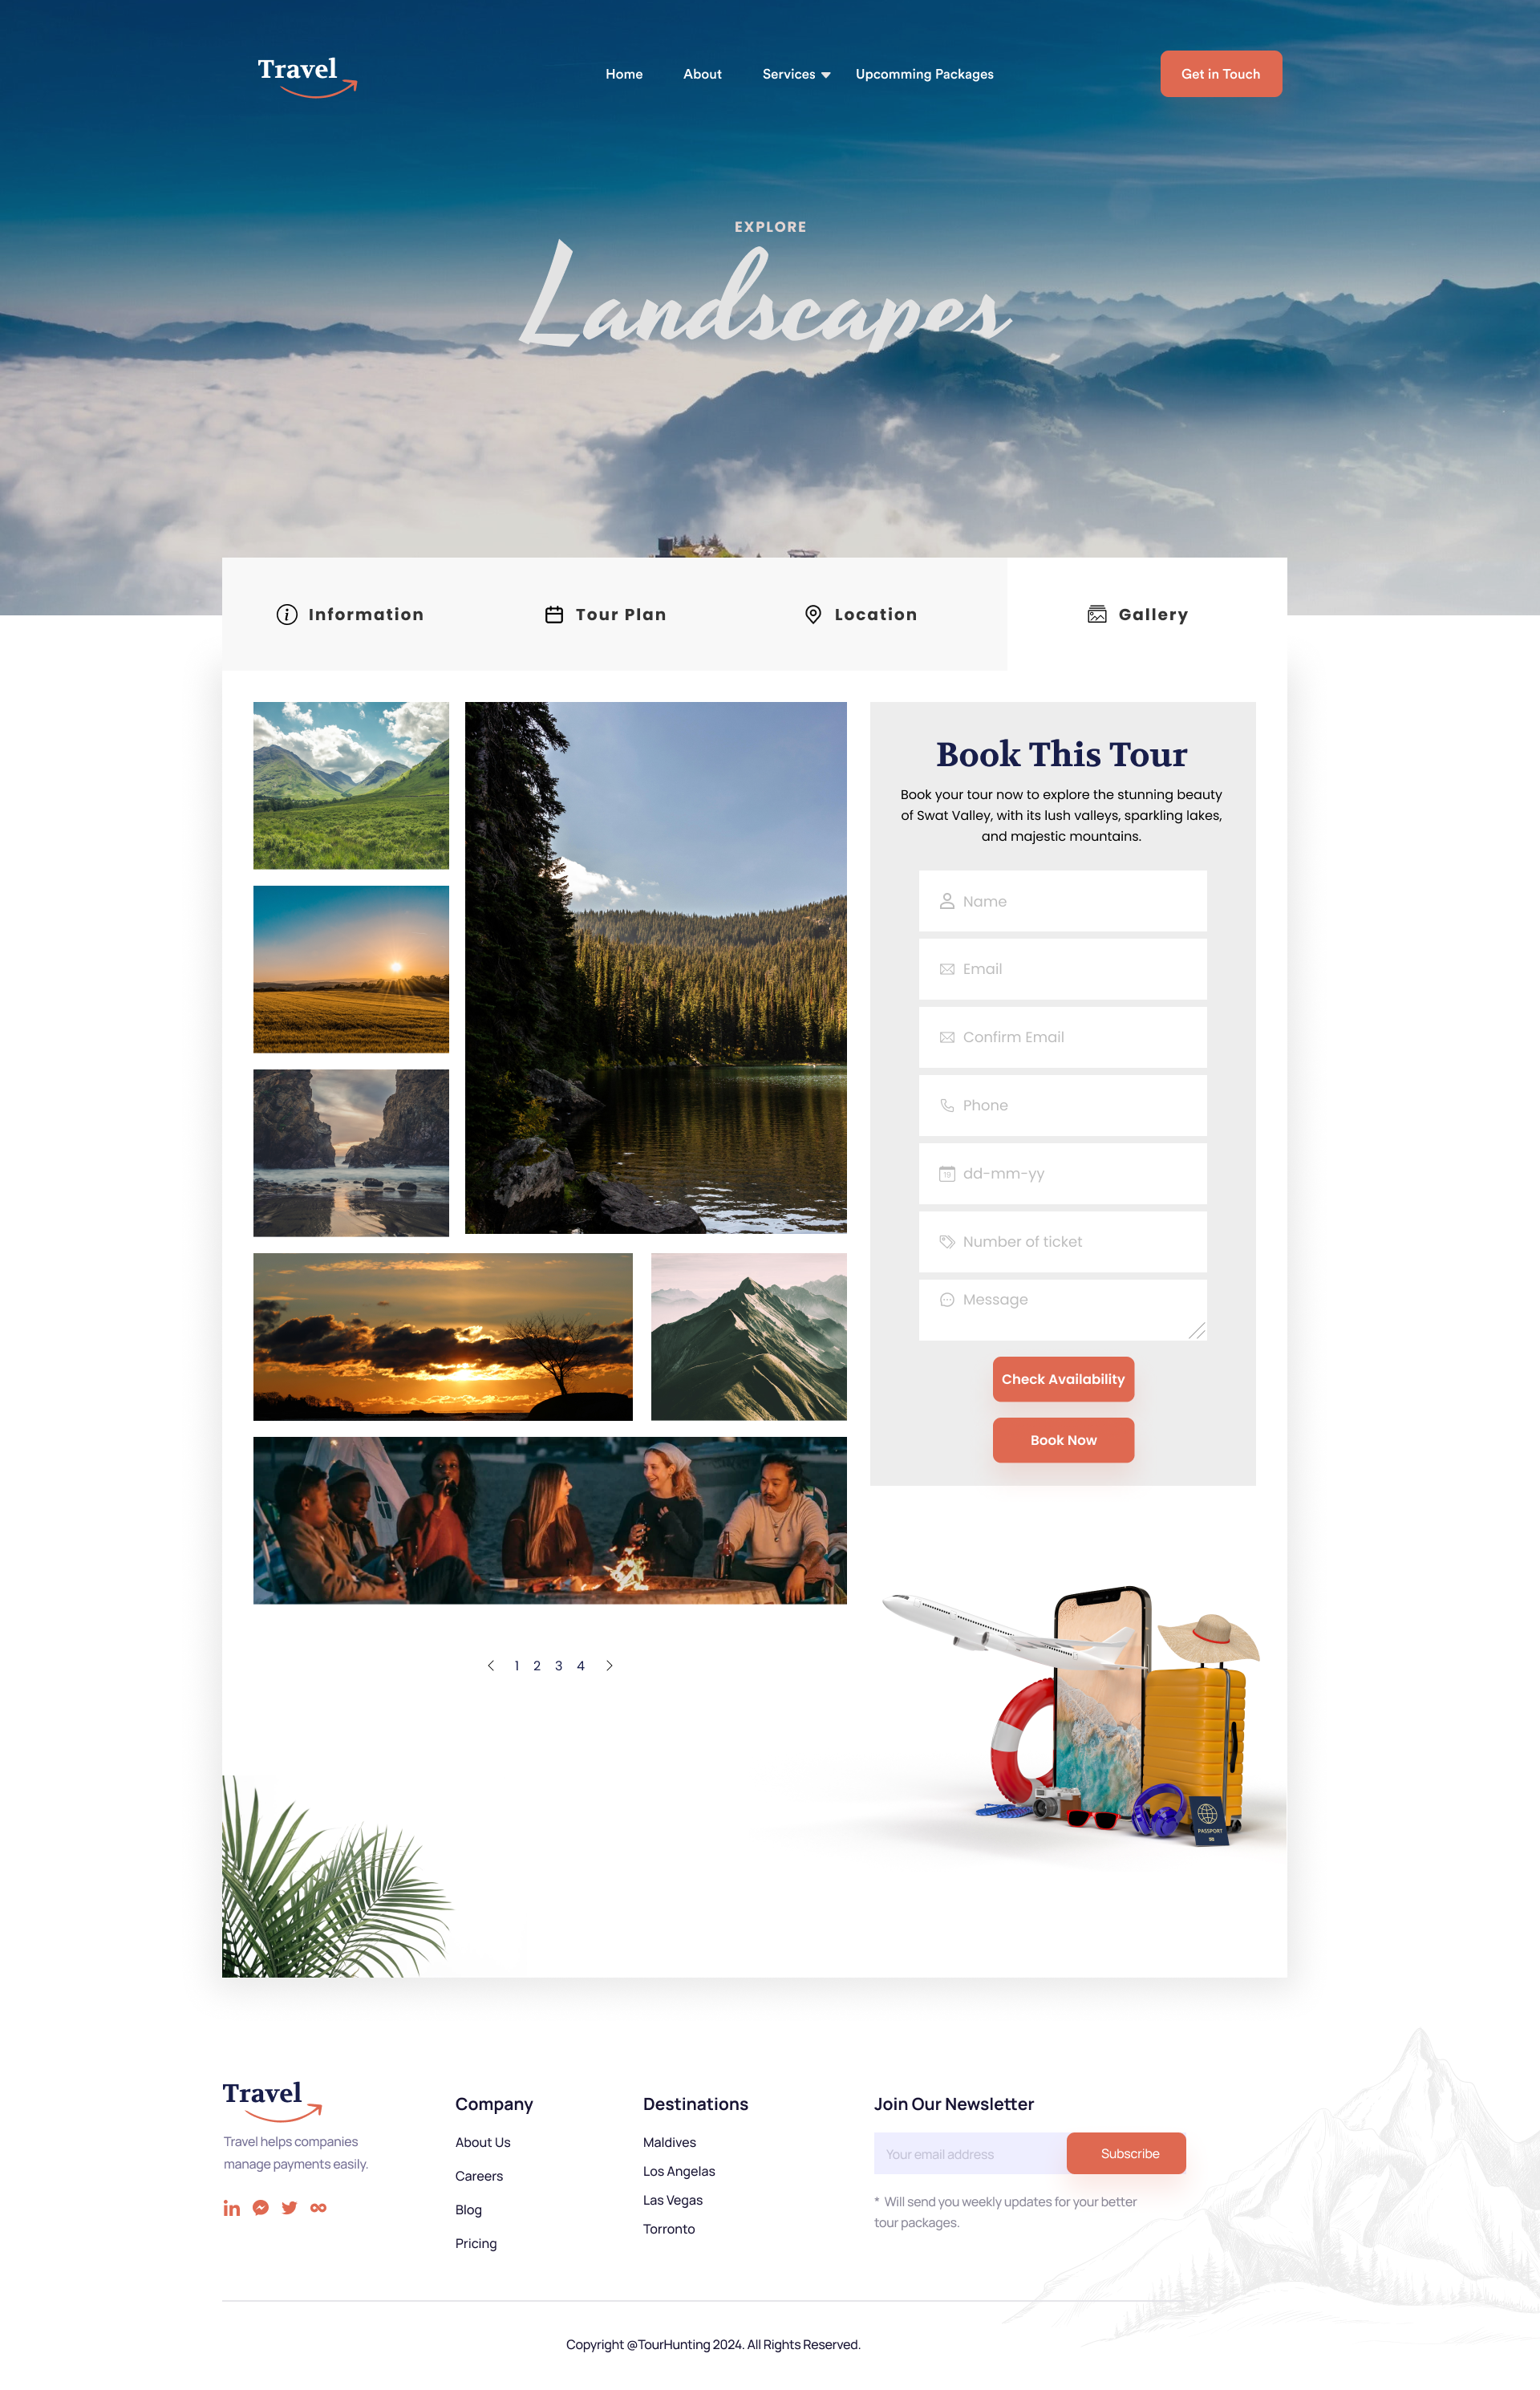 Travel
Home
About
Services
Upcomming Packages
Get in Touch
EXPLORE
Landscapes
Information
Tour Plan
Location
Gallery
Book This Tour
Book your tour now to explore the stunning beauty
of Swat Valley, with its lush valleys, sparkling lakes,
and majestic mountains.
Name
Email
Confirm Email
Phone
dd-mm-yy
Number of ticket
Message
Check Availability
Book Now
1 2 3 4
PASSPORT
Travel
Travel helps companies
manage payments easily.
Company
About Us
Careers
Blog
Pricing
Destinations
Maldives
Los Angelas
Las Vegas
Torronto
Join Our Newsletter
Your email address
Subscribe
* Will send you weekly updates for your better
tour packages.
Copyright @TourHunting 2024. All Rights Reserved.